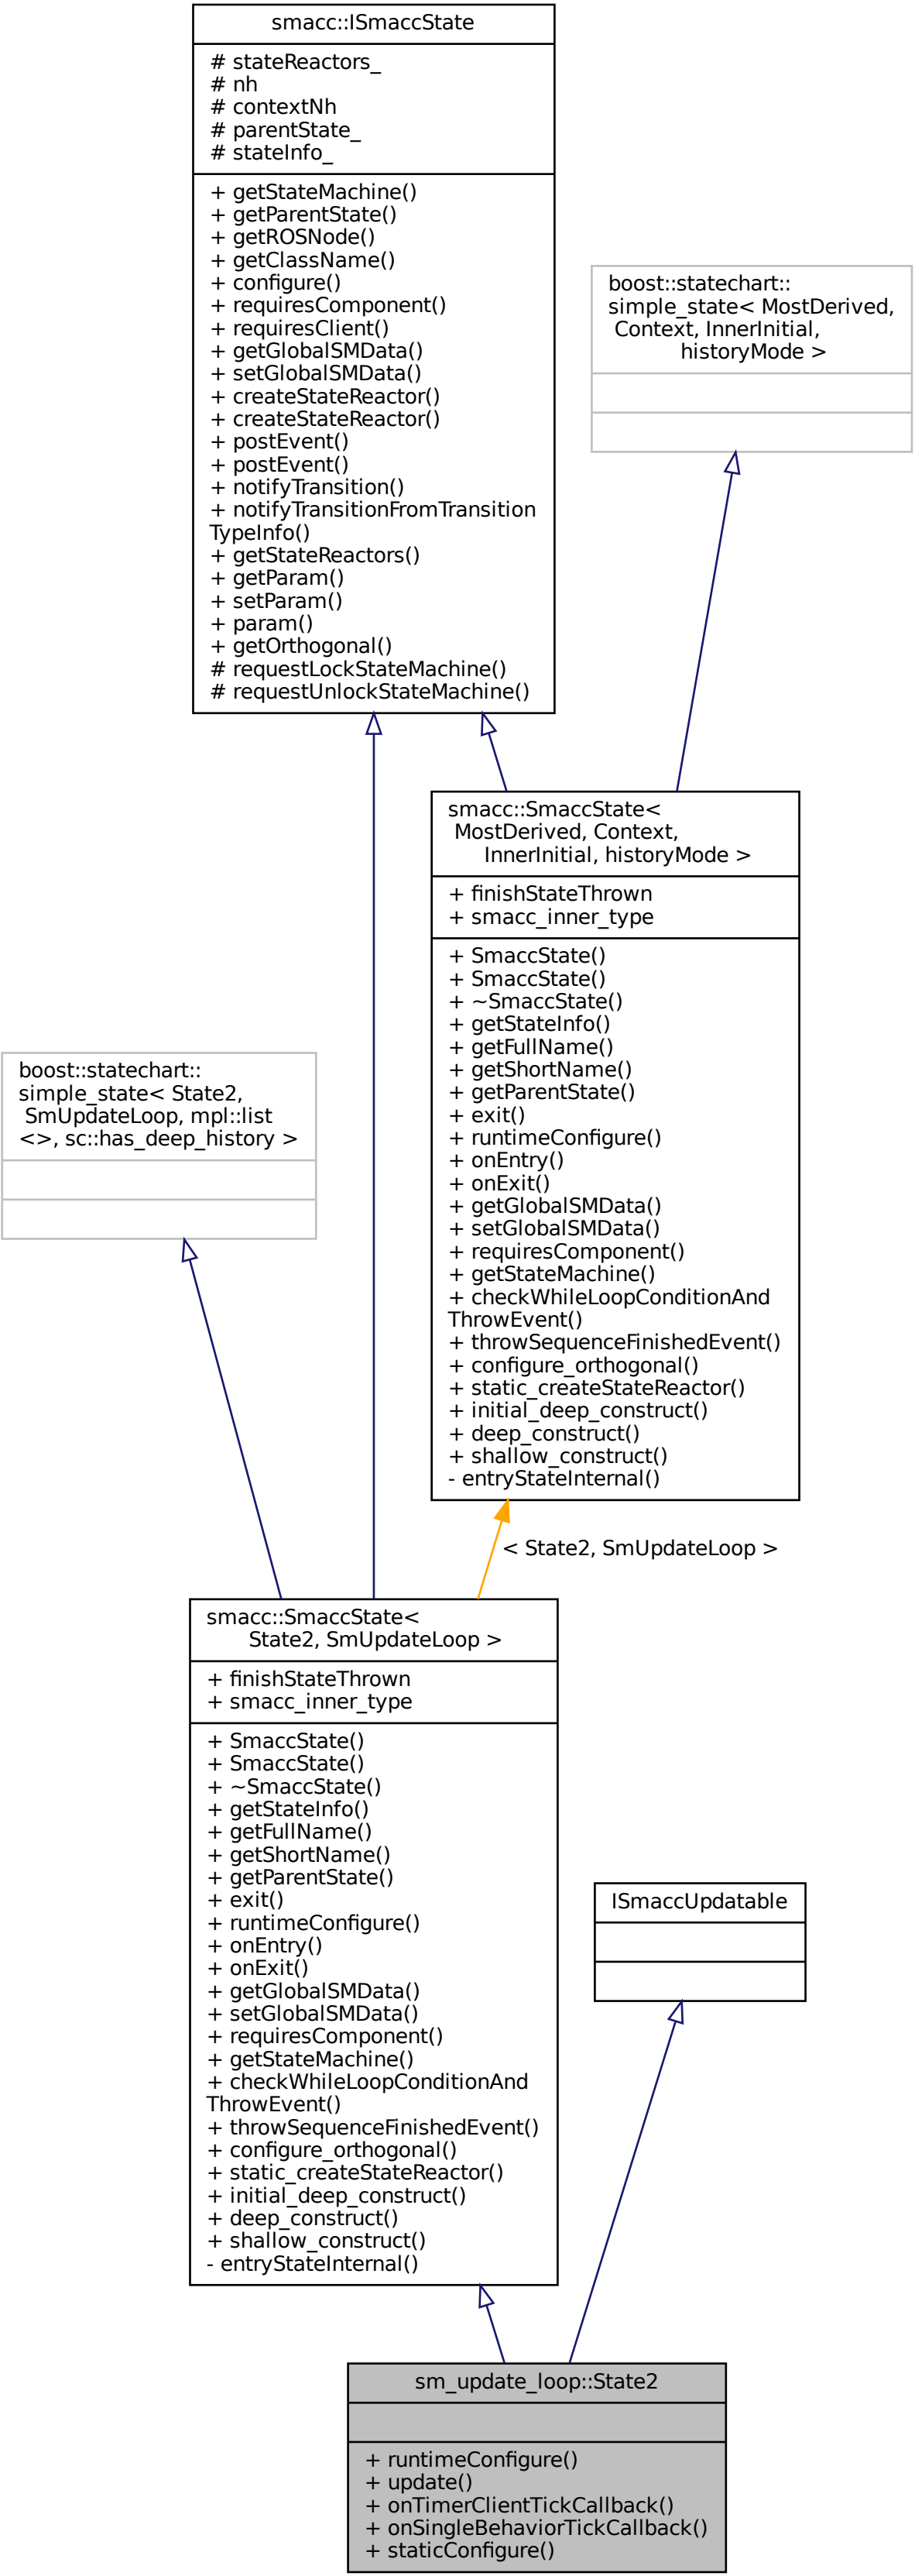 smacc::ISmaccState
# stateReactors_
# nh
# contextNh
# parentState_
# stateInfo_
+ getStateMachine()
+ getParentState()
+ getROSNode()
+ getClassName()
+ configure()
+ requiresComponent()
+ requiresClient()
+ getGlobalSMData()
+ setGlobalSMData()
+ createStateReactor()
+ createStateReactor()
+ postEvent()
+ postEvent()
+ notifyTransition()
+ notifyTransitionFromTransition
TypeInfo()
+ getStateReactors()
+ getParam()
+ setParam()
+ param()
+ getOrthogonal()
# requestLockStateMachine()
# requestUnlockStateMachine()
boost::statechart::
simple_state< MostDerived,
Context, InnerInitial,
historyMode >
smacc::SmaccState<
MostDerived, Context,
InnerInitial, historyMode >
+ finishStateThrown
+ smacc_inner_type
+ SmaccState()
+ SmaccState()
+ ~SmaccState()
+ getStateInfo()
+ getFullName()
+ getShortName()
+ getParentState()
+ exit()
+ runtimeConfigure()
+ onEntry()
+ onExit()
+ getGlobalSMData()
+ setGlobalSMData()
+ requiresComponent()
+ getStateMachine()
+ checkWhileLoopConditionAnd
ThrowEvent()
+ throwSequenceFinishedEvent()
+ configure_orthogonal()
+ static_createStateReactor()
+ initial_deep_construct()
+ deep_construct()
+ shallow_construct()
- entryStateInternal()
boost::statechart::
simple_state< State2,
SmUpdateLoop, mpl::list
<>, sc::has_deep_history >
< State2, SmUpdateLoop >
smacc::SmaccState<
State2, SmUpdateLoop >
+ finishStateThrown
+ smacc_inner_type
+ SmaccState()
+ SmaccState()
+ ~SmaccState()
+ getStateInfo()
+ getFullName()
+ getShortName()
+ getParentState()
+ exit()
+ runtimeConfigure()
+ onEntry()
+ onExit()
+ getGlobalSMData()
+ setGlobalSMData()
+ requiresComponent()
+ getStateMachine()
+ checkWhileLoopConditionAnd
ThrowEvent()
+ throwSequenceFinishedEvent()
+ configure_orthogonal()
+ static_createStateReactor()
+ initial_deep_construct()
+ deep_construct()
+ shallow_construct()
- entryStateInternal()
ISmaccUpdatable
sm_update_loop::State2
+ runtimeConfigure()
+ update()
+ onTimerClientTickCallback()
+ onSingleBehaviorTickCallback()
+ staticConfigure()